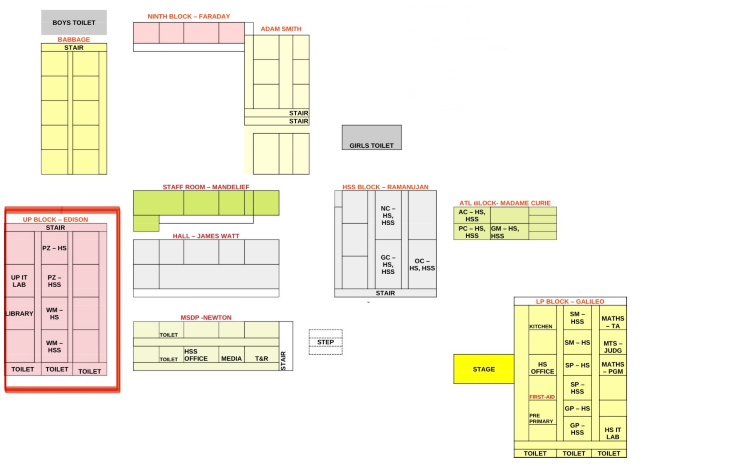 BOYS TOILET
NINTH BLOCK – FARADAY
ADAM SMITH
BABBAGE
STAIR
STAIR
STAIR
GIRLS TOILET
STAFF ROOM – MANDELIEF
HSS BLOCK – RAMANUJAN
NC –
HS,
HSS
GC –
HS,
HSS
OC –
HS, HSS
STAIR
ATL BLOCK- MADAME CURIE
AC – HS,
HSS
PC – HS,
HSS
GM – HS,
HSS
UP BLOCK – EDISON
STAIR
PZ – HS
UP IT
LAB
PZ –
HSS
LIBRARY
WM –
HS
WM –
HSS
TOILET
TOILET
TOILET
HALL – JAMES WATT
MSDP -NEWTON
TOILET
TOILET
HSS
OFFICE
MEDIA
T&R
STAIR
STEP
LP BLOCK – GALILEO
KITCHEN
SM –
HSS
MATHS
– TA
SM – HS
MTS –
JUDG
STAGE
HS
OFFICE
SP – HS
MATHS
– PGM
SP –
HSS
FIRST-AID
PRE
PRIMARY
GP – HS
GP –
HSS
HS IT
LAB
TOILET
TOILET
TOILET